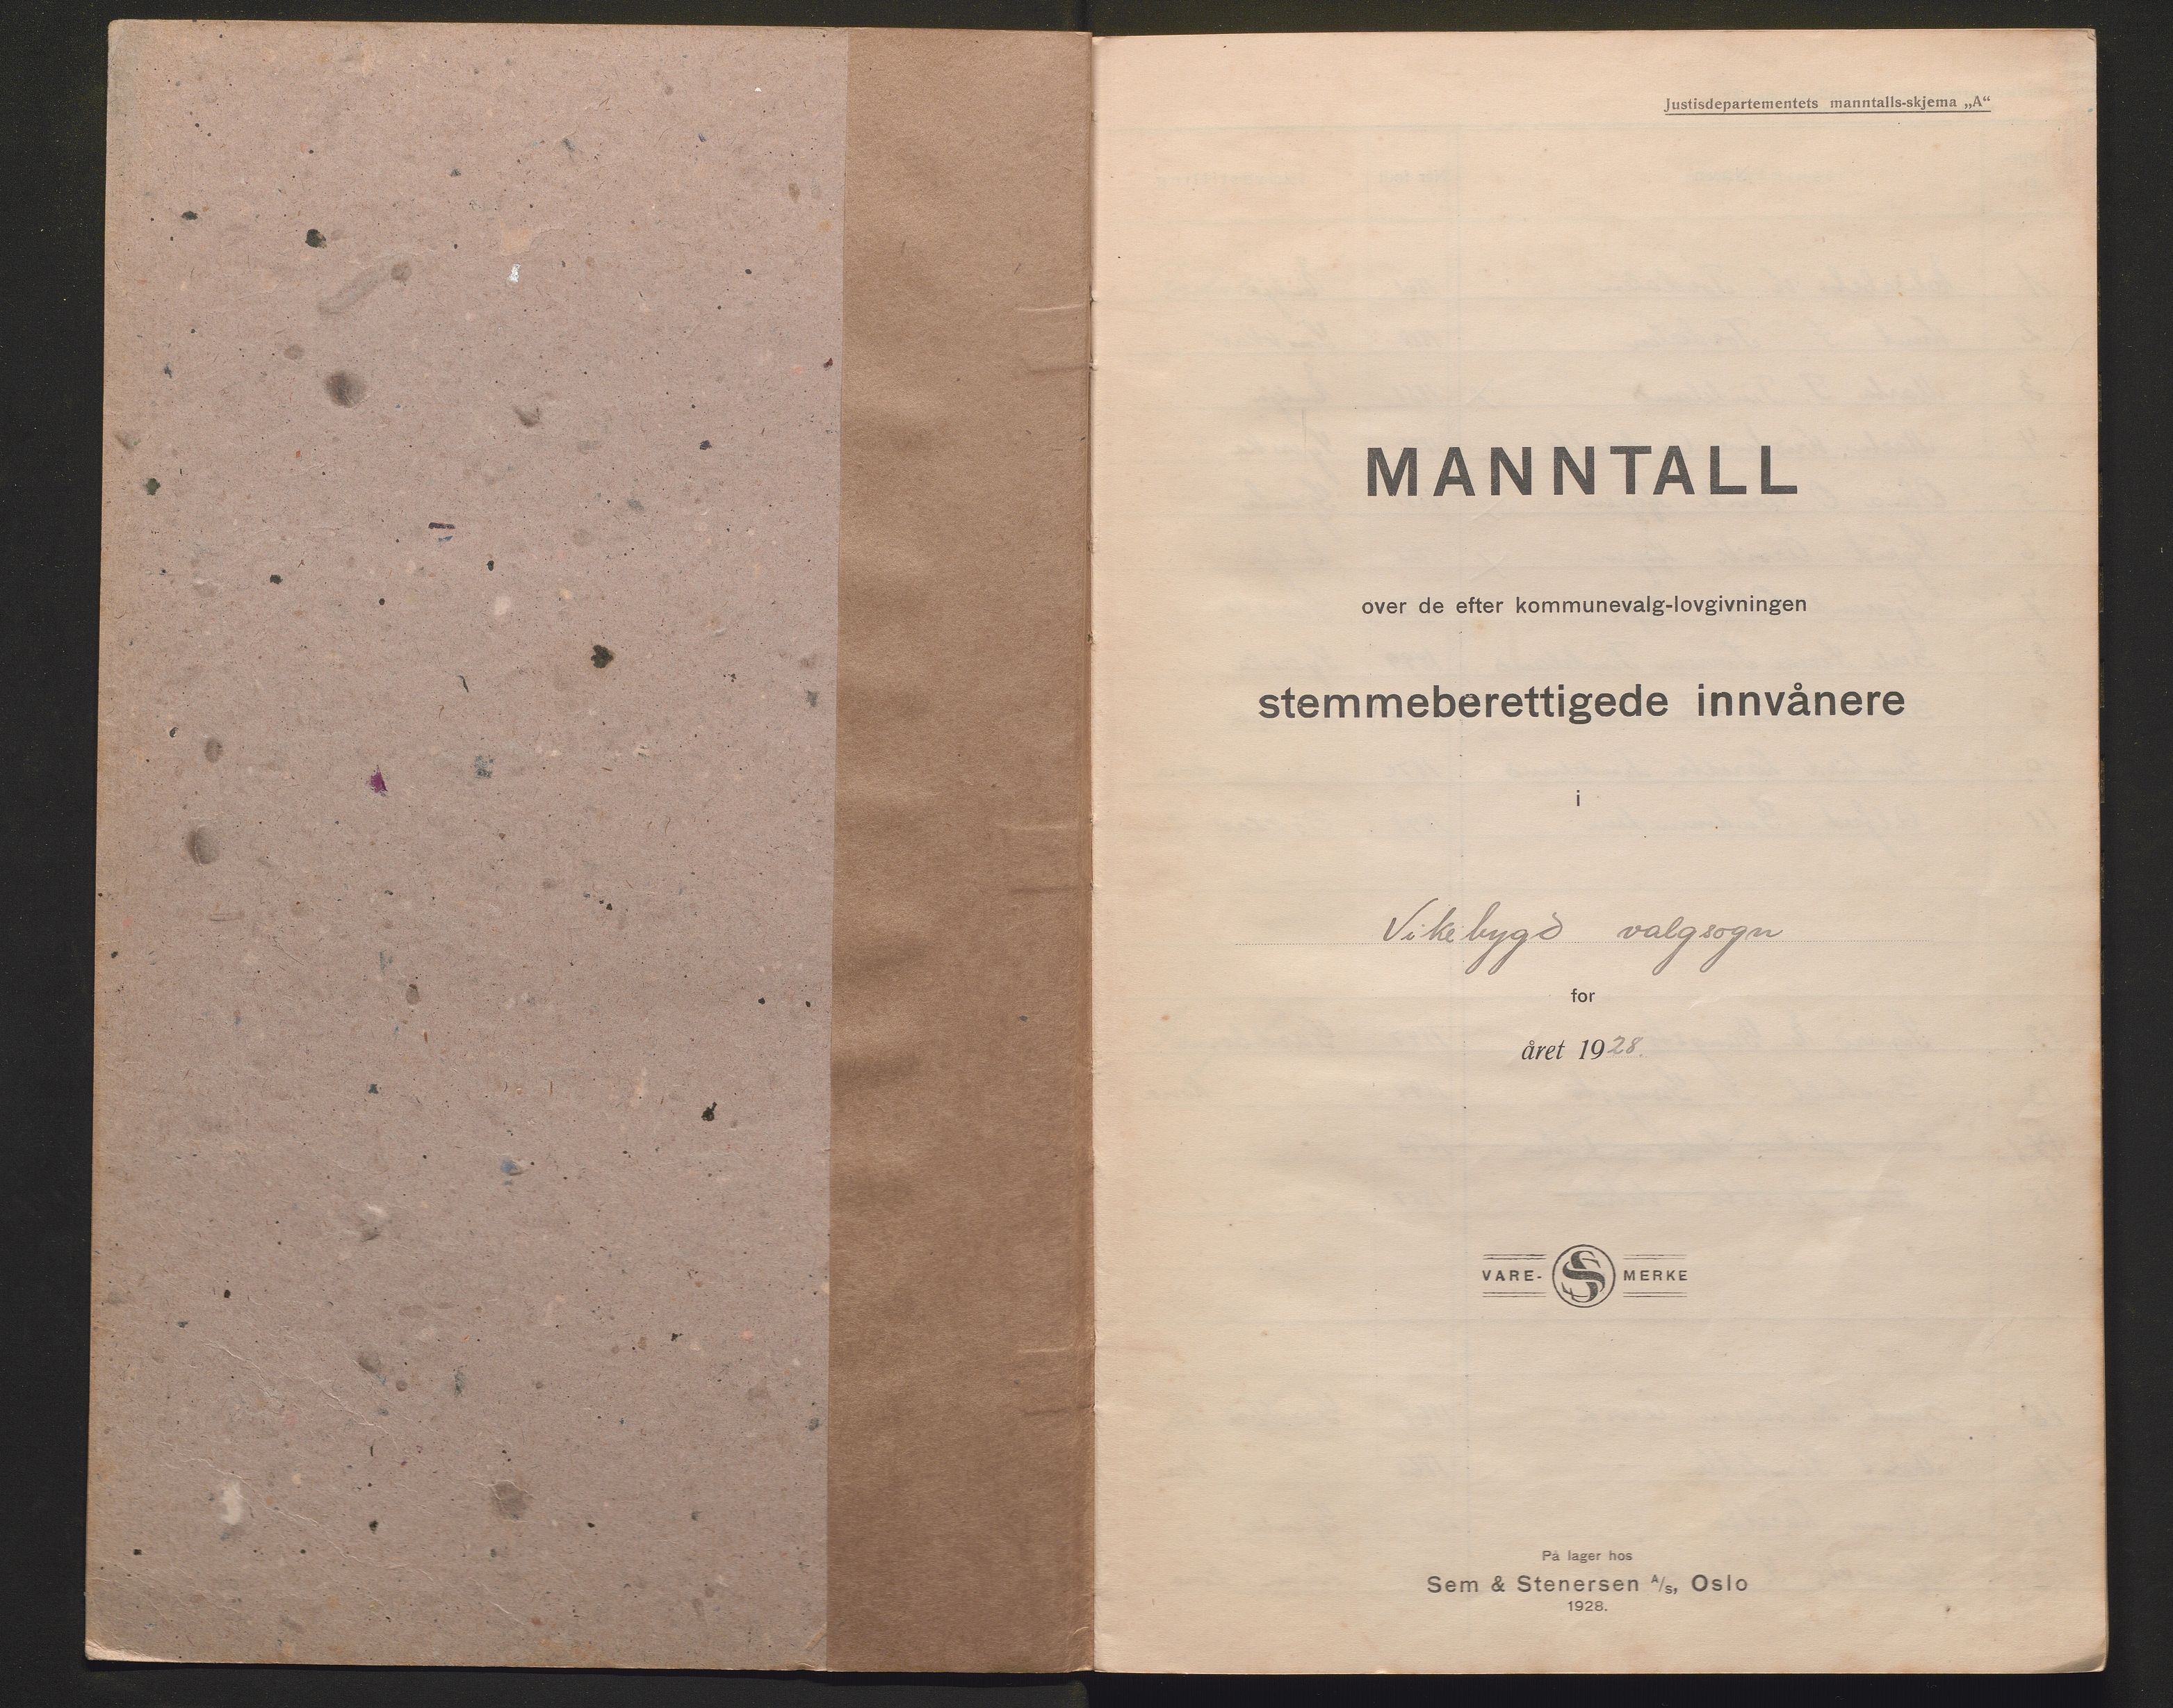 Justisdepartementets manntalls-skjema „A“
MANNTALL
over de efter kommunevalg-lovgivningen
stemmeberettigede innvånere
i
Vikebygd valgsogn
for
året 1928.
VARE- SS MERKE
På lager hos
Sem & Stenersen A/S, Oslo
1928.